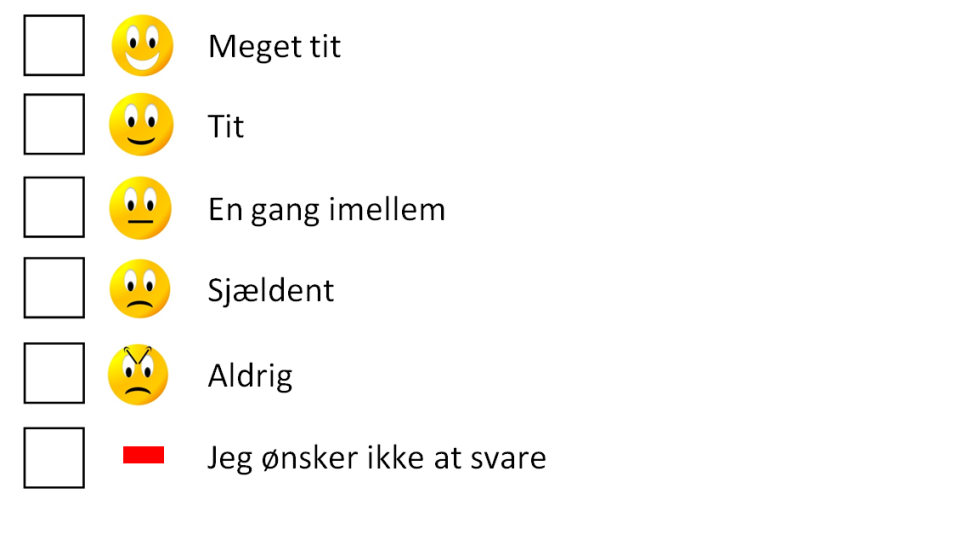 Meget tit
Tit
En gang imellem
Sjældent
Aldrig
Jeg ønsker ikke at svare